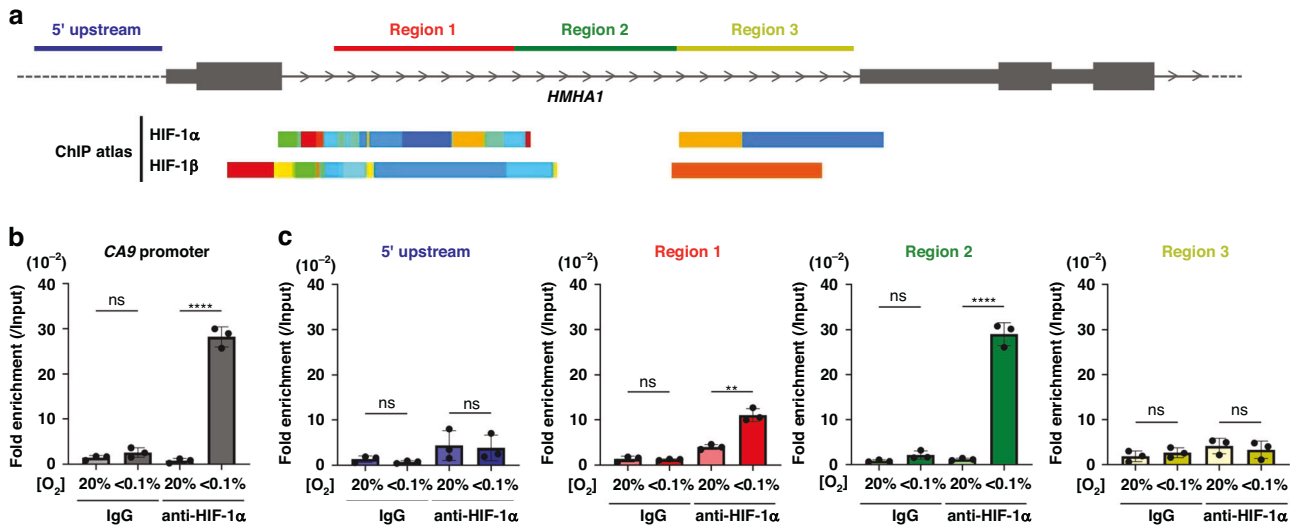 a
5' upstream
Region 1
Region 2
Region 3
HMHA1
ChIP atlas
HIF-1α
HIF-1β
b
CA9 promoter
(10⁻²)
Fold enrichment (/Input)
40
30
20
10
0
ns
****
[O₂] 20% <0.1% 20% <0.1%
IgG
anti-HIF-1α
c
5' upstream
(10⁻²)
Fold enrichment (/Input)
40
30
20
10
0
ns
ns
[O₂] 20% <0.1% 20% <0.1%
IgG
anti-HIF-1α
Region 1
(10⁻²)
Fold enrichment (/Input)
40
30
20
10
0
ns
**
20% <0.1% 20% <0.1%
IgG
anti-HIF-1α
Region 2
(10⁻²)
Fold enrichment (/Input)
40
30
20
10
0
ns
****
20% <0.1% 20% <0.1%
IgG
anti-HIF-1α
Region 3
(10⁻²)
Fold enrichment (/Input)
40
30
20
10
0
ns
ns
20% <0.1% 20% <0.1%
IgG
anti-HIF-1α